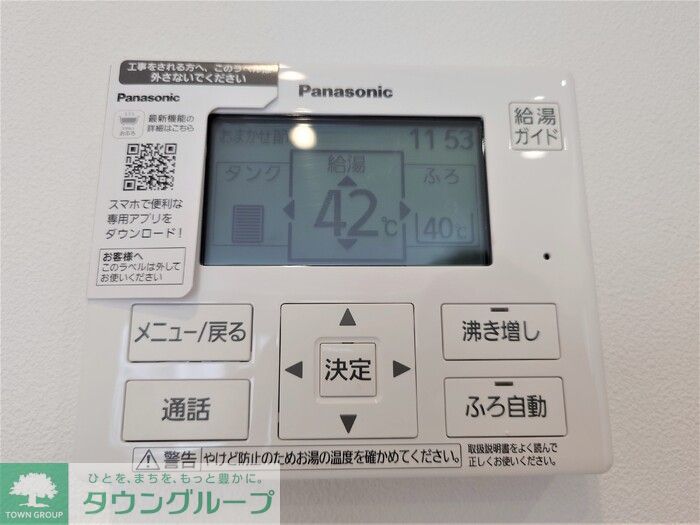 工事をされる方へ、このラベルは
外さないでください
Panasonic
最新機能の
詳細はこちら
スマホで便利な
専用アプリを
ダウンロード!
お客様へ
このラベルは外して
お使いください
Panasonic
給湯
ガイド
おまかせ
11 53
タンク
給湯
42℃
ふろ
40℃
メニュー/戻る
通話
決定
沸き増し
ふろ自動
警告 やけど防止のためお湯の温度を確かめてください。
取扱説明書をよく読んで
正しくお使いください。
TOWN GROUP
ひとを、まちを、もっと豊かに。
タウングループ